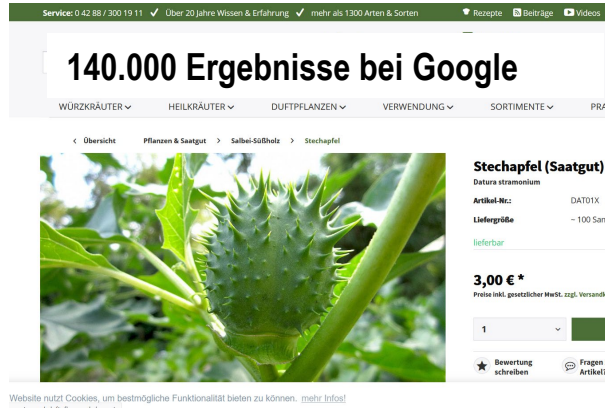 Service: 0 42 88 / 300 19 11 ✓ Über 20 Jahre Wissen & Erfahrung ✓ mehr als 1300 Arten & Sorten Rezepte Beiträge Videos
140.000 Ergebnisse bei Google
WÜRZKRÄUTER HEILKRÄUTER DUFTPFLANZEN VERWENDUNG SORTIMENTE PRA
< Übersicht Pflanzen & Saatgut > Salbei-Süßholz > Stechapfel
Stechapfel (Saatgut)
Datura stramonium
Artikel-Nr.: DAT01X
Liefergröße ~ 100 San
lieferbar
3,00 € *
Preise inkl. gesetzlicher MwSt. zzgl. Versandk
1
Bewertung schreiben
Fragen Artikel?
Website nutzt Cookies, um bestmögliche Funktionalität bieten zu können. mehr Infos!